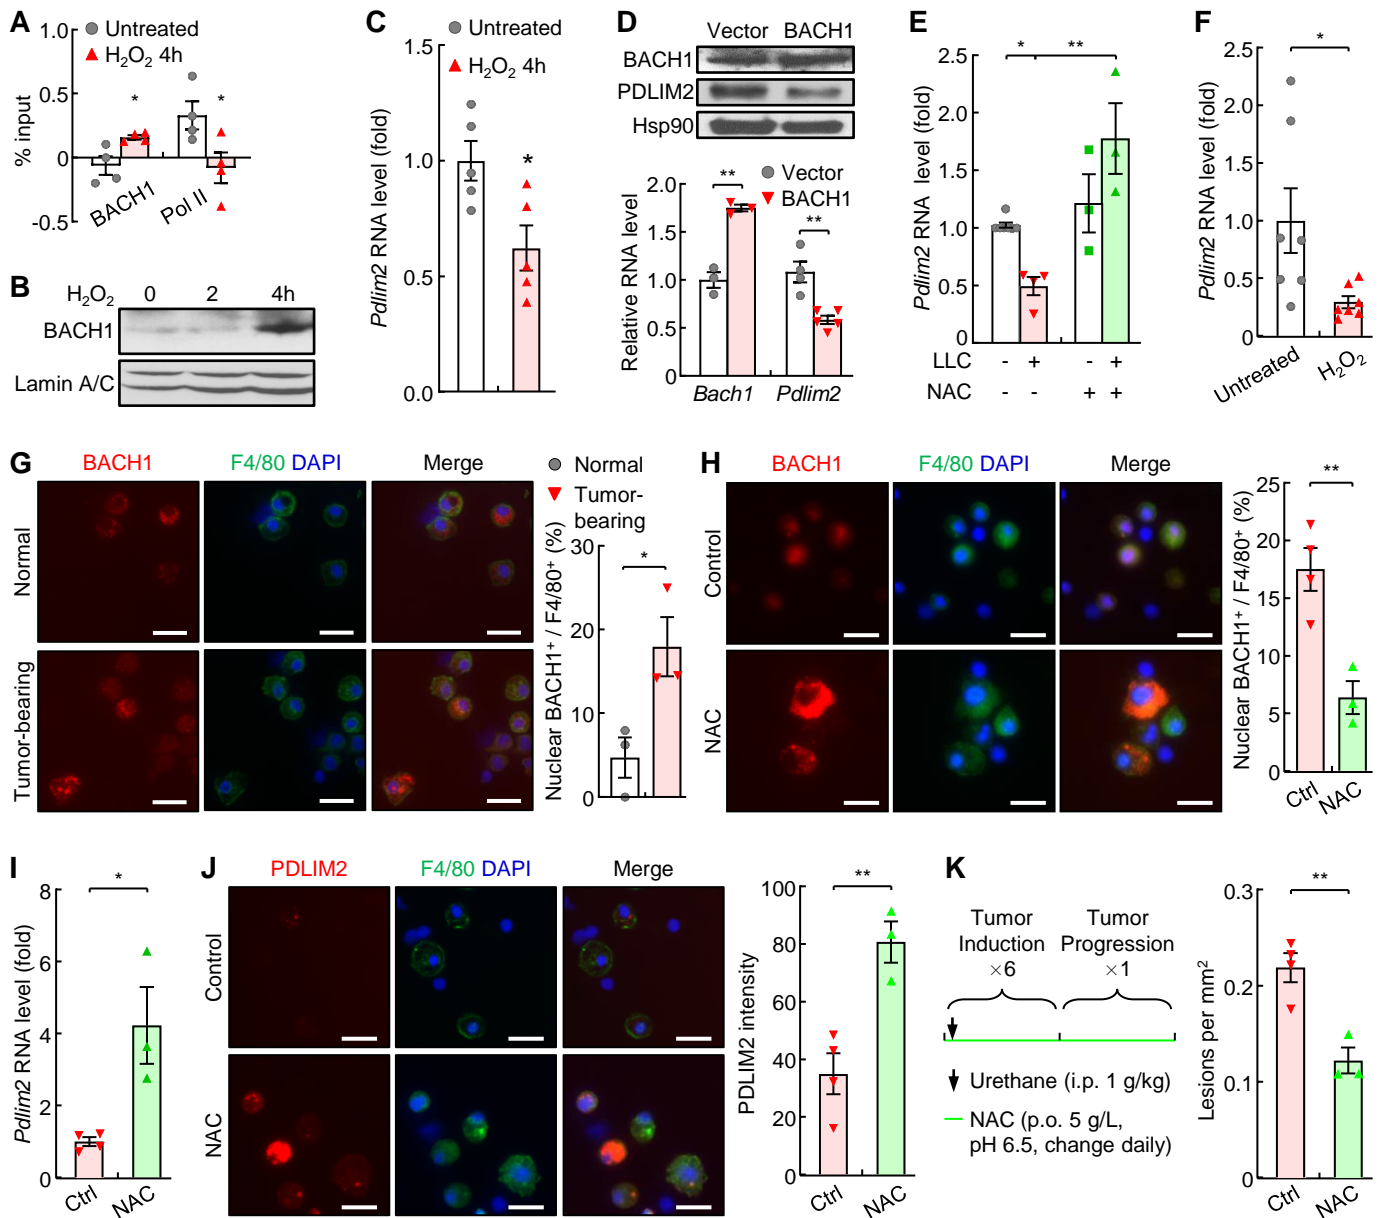 A
1.0
0.5
0
-0.5
% input
Untreated
H₂O₂ 4h
*
*
BACH1
Pol II
B
H₂O₂
0
2
4h
BACH1
Lamin A/C
C
Untreated
H₂O₂ 4h
1.5
1.0
0.5
0.0
Pdlim2 RNA level (fold)
*
D
Vector
BACH1
BACH1
PDLIM2
Hsp90
Vector
BACH1
2.0
1.5
1.0
0.5
0
Relative RNA level
**
**
Bach1
Pdlim2
E
2.5
2.0
1.5
1.0
0.5
0
Pdlim2 RNA level (fold)
*
**
LLC - + - +
NAC - - + +
F
2.5
2.0
1.5
1.0
0.5
0
Pdlim2 RNA level (fold)
*
Untreated
H₂O₂
G
BACH1
F4/80 DAPI
Merge
Normal
Tumor-bearing
Normal
Tumor-
bearing
30
20
10
0
Nuclear BACH1⁺ / F4/80⁺ (%)
*
H
BACH1
F4/80 DAPI
Merge
Control
NAC
25
20
15
10
5
0
Nuclear BACH1⁺ / F4/80⁺ (%)
**
Ctrl
NAC
I
8
6
4
2
0
Pdlim2 RNA level (fold)
*
Ctrl
NAC
J
PDLIM2
F4/80 DAPI
Merge
Control
NAC
100
80
60
40
20
0
PDLIM2 intensity
**
Ctrl
NAC
K
Tumor
Induction
×6
Tumor
Progression
×1
Urethane (i.p. 1 g/kg)
NAC (p.o. 5 g/L,
pH 6.5, change daily)
0.3
0.2
0.1
0
Lesions per mm²
**
Ctrl
NAC